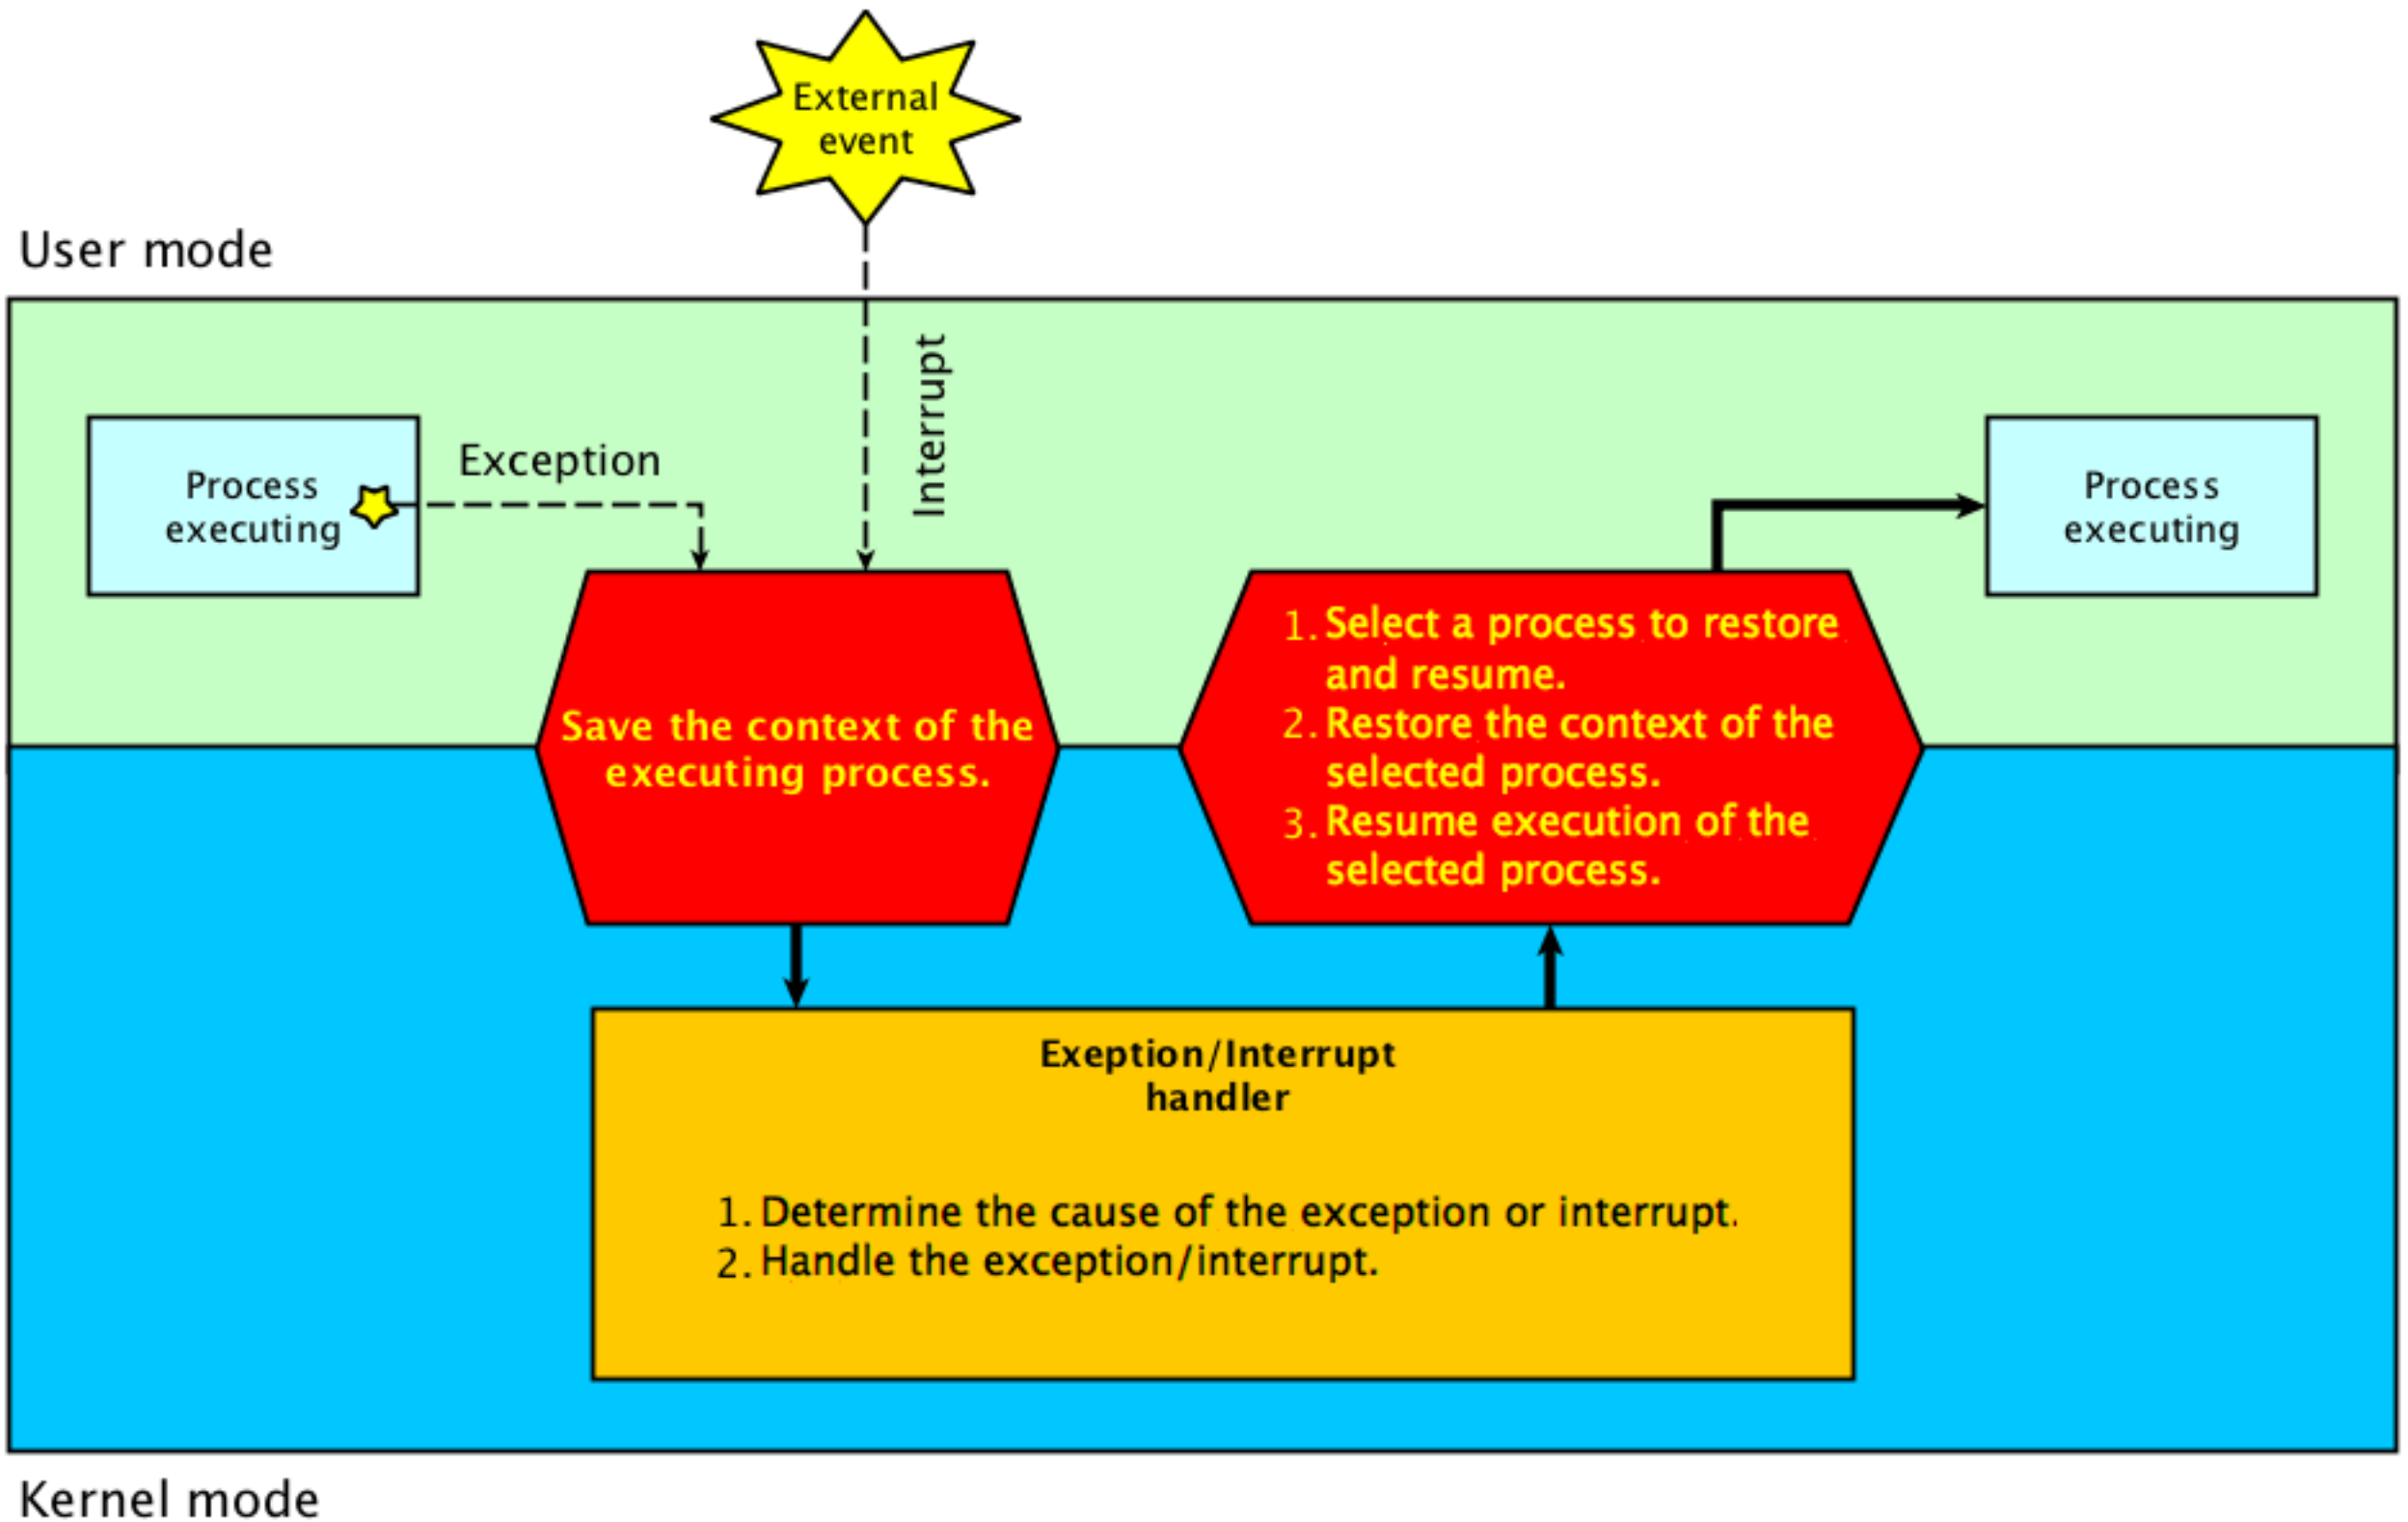 External
event
User mode
Interrupt
Exception
Process
executing
Process
executing
Save the context of the
executing process.
1. Select a process to restore
and resume.
2. Restore the context of the
selected process.
3. Resume execution of the
selected process.
Exeption/Interrupt
handler
1. Determine the cause of the exception or interrupt.
2. Handle the exception/interrupt.
Kernel mode